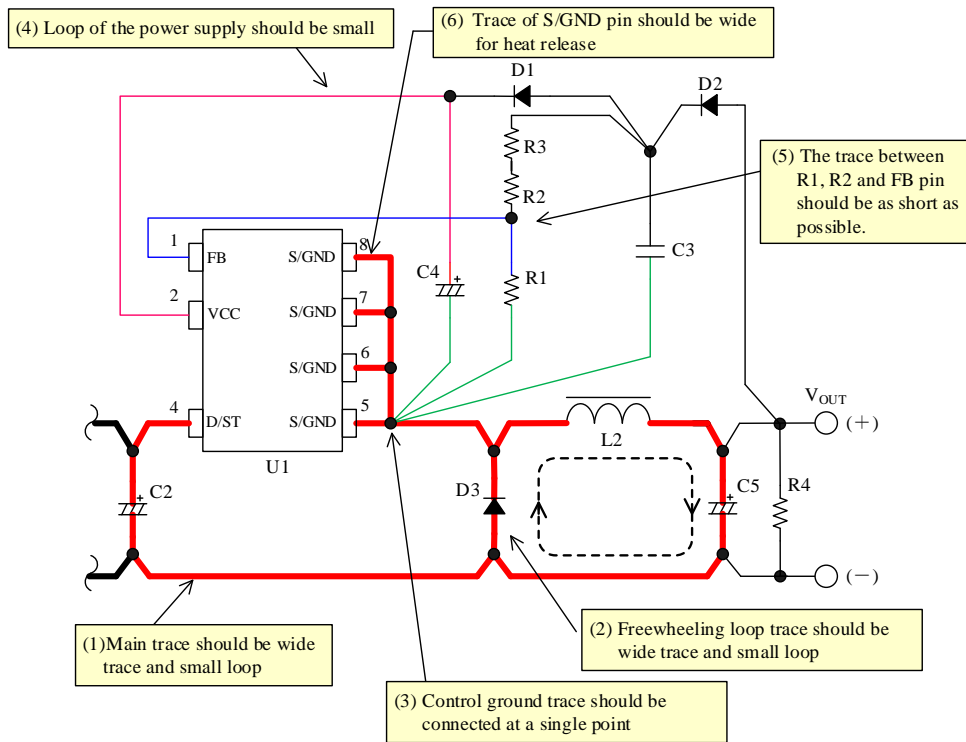 (4) Loop of the power supply should be small
(6) Trace of S/GND pin should be wide
for heat release
D1
D2
R3
R2
(5) The trace between
R1, R2 and FB pin
should be as short as
possible.
1
FB
S/GND
8
C4
R1
C3
2
VCC
S/GND
7
S/GND
6
4
D/ST
S/GND
5
U1
L2
VOUT
(+)
C2
D3
C5
R4
(－)
(1)Main trace should be wide
trace and small loop
(2) Freewheeling loop trace should be
wide trace and small loop
(3) Control ground trace should be
connected at a single point